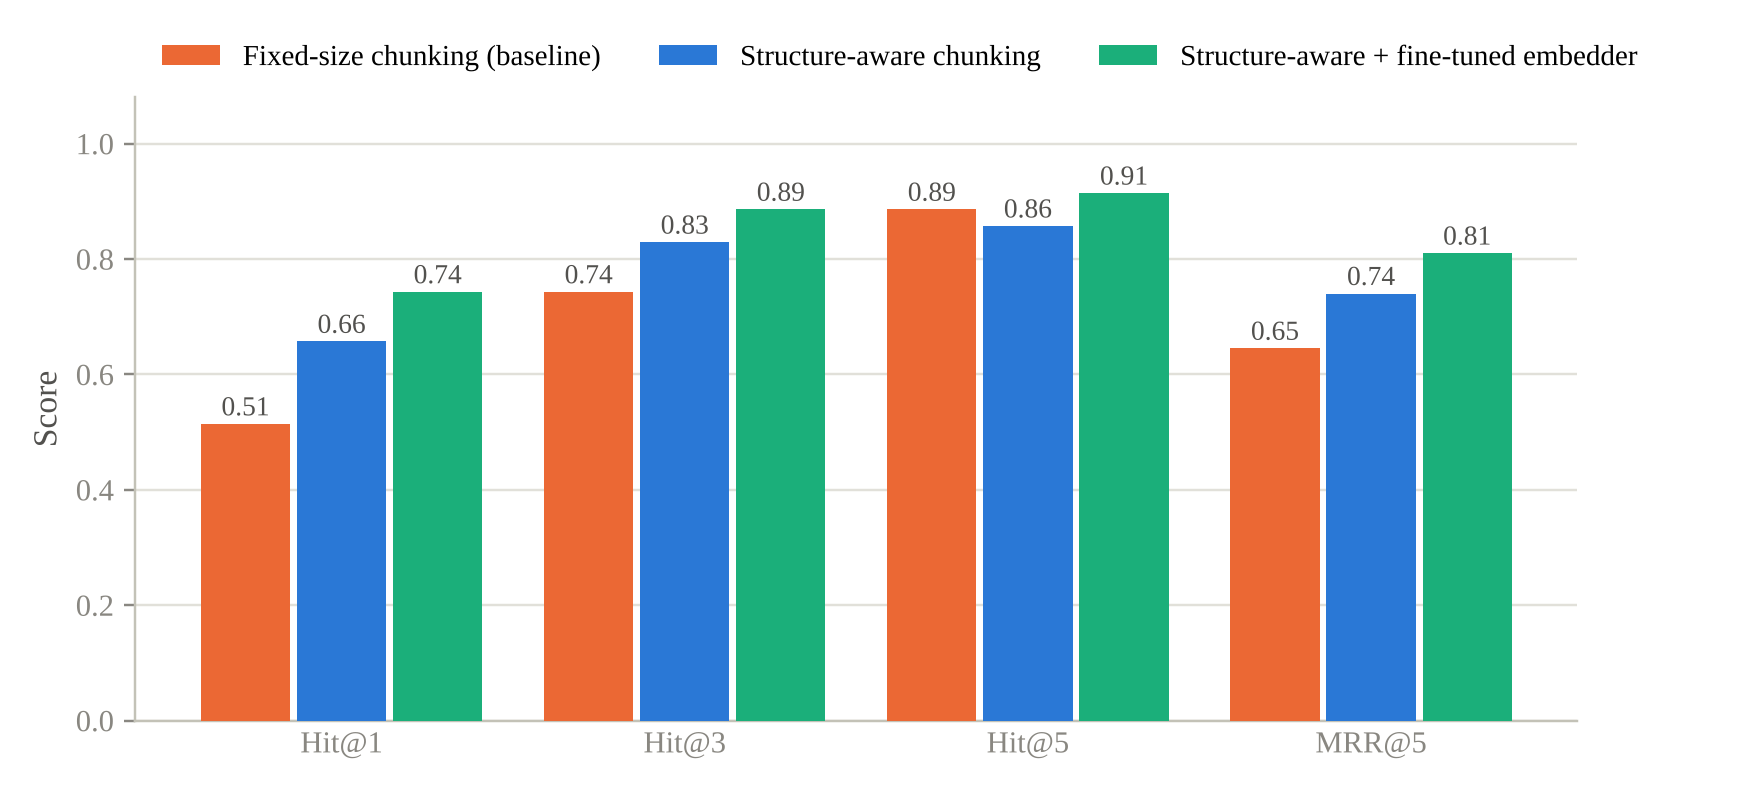 Fixed-size chunking (baseline) Structure-aware chunking Structure-aware + fine-tuned embedder
Score
1.0
0.8
0.6
0.4
0.2
0.0
0.51 0.66 0.74
0.74 0.83 0.89
0.89 0.86 0.91
0.65 0.74 0.81
Hit@1 Hit@3 Hit@5 MRR@5